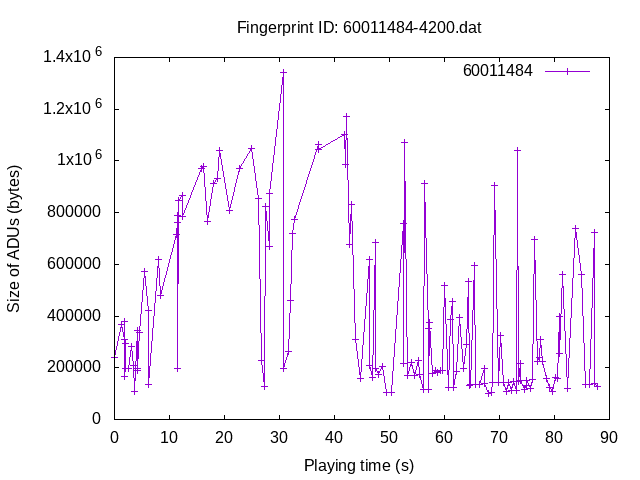 Fingerprint ID: 60011484-4200.dat
60011484
Size of ADUs (bytes)
1.4x10^6
1.2x10^6
1x10^6
800000
600000
400000
200000
0
0 10 20 30 40 50 60 70 80 90
Playing time (s)